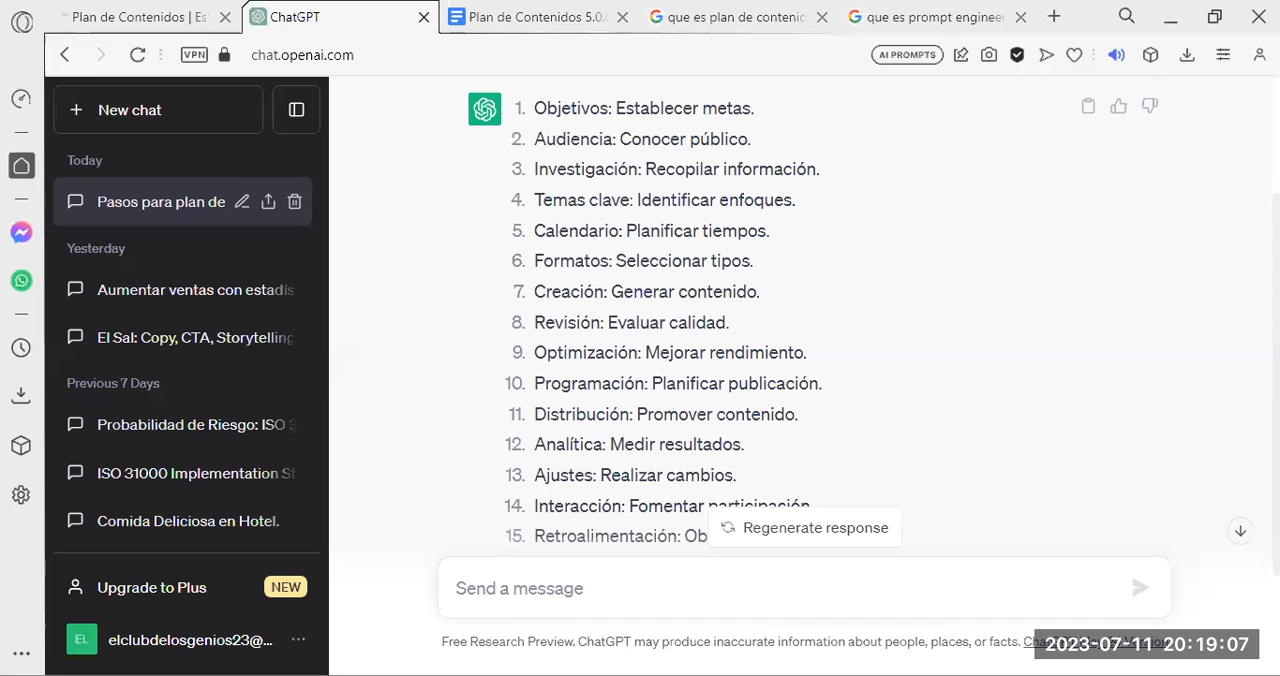 Plan de Contenidos | Es
ChatGPT
Plan de Contenidos 5.0.
que es plan de contenic
que es prompt engineer
VPN
chat.openai.com
AI PROMPTS
New chat
Today
Pasos para plan de
Yesterday
Aumentar ventas con estadís
El Sal: Copy, CTA, Storytelling
Previous 7 Days
Probabilidad de Riesgo: ISO 3
ISO 31000 Implementation St
Comida Deliciosa en Hotel.
Upgrade to Plus NEW
EL elclubdelosgenios23@...
1. Objetivos: Establecer metas.
2. Audiencia: Conocer público.
3. Investigación: Recopilar información.
4. Temas clave: Identificar enfoques.
5. Calendario: Planificar tiempos.
6. Formatos: Seleccionar tipos.
7. Creación: Generar contenido.
8. Revisión: Evaluar calidad.
9. Optimización: Mejorar rendimiento.
10. Programación: Planificar publicación.
11. Distribución: Promover contenido.
12. Analítica: Medir resultados.
13. Ajustes: Realizar cambios.
14. Interacción: Fomentar participación.
15. Retroalimentación: Ob
Regenerate response
Send a message
Free Research Preview. ChatGPT may produce inaccurate information about people, places, or facts.
2023-07-11 20:19:07